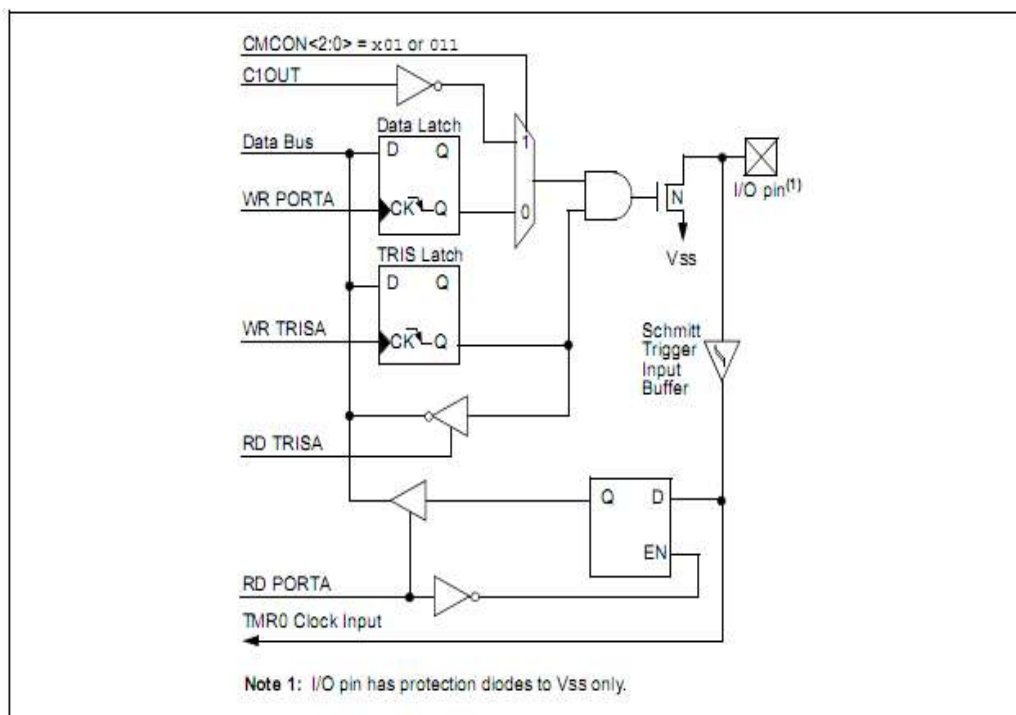 CMCON<2:0> = x01 or 011
C1OUT
Data Bus
Data Latch
D Q
WR PORTA
CK Q
1
0
N
I/O pin(1)
Vss
TRIS Latch
D Q
WR TRISA
CK Q
Schmitt
Trigger
Input
Buffer
RD TRISA
Q D
EN
RD PORTA
TMR0 Clock Input
Note 1: I/O pin has protection diodes to Vss only.